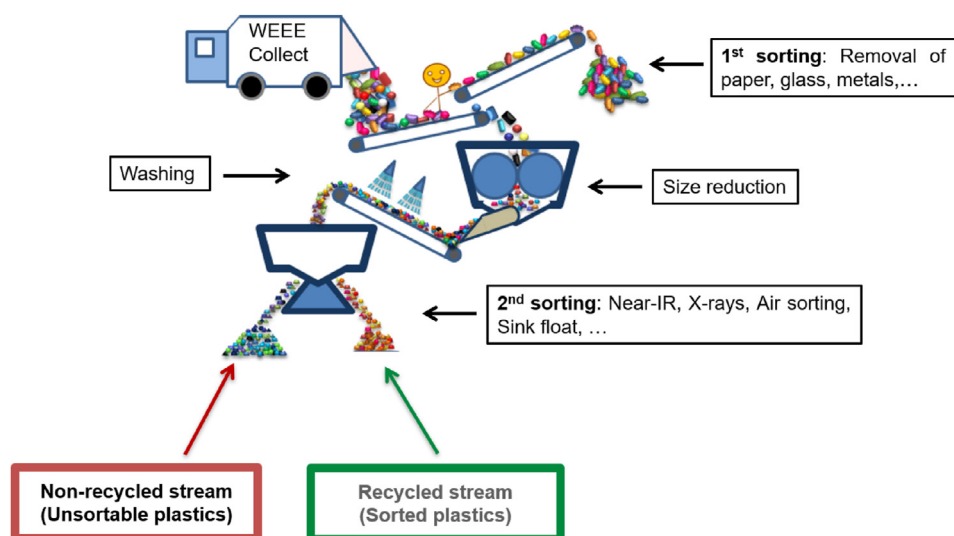 WEEE
Collect
1st sorting: Removal of
paper, glass, metals,...
Washing
Size reduction
2nd sorting: Near-IR, X-rays, Air sorting,
Sink float, ...
Non-recycled stream
(Unsortable plastics)
Recycled stream
(Sorted plastics)